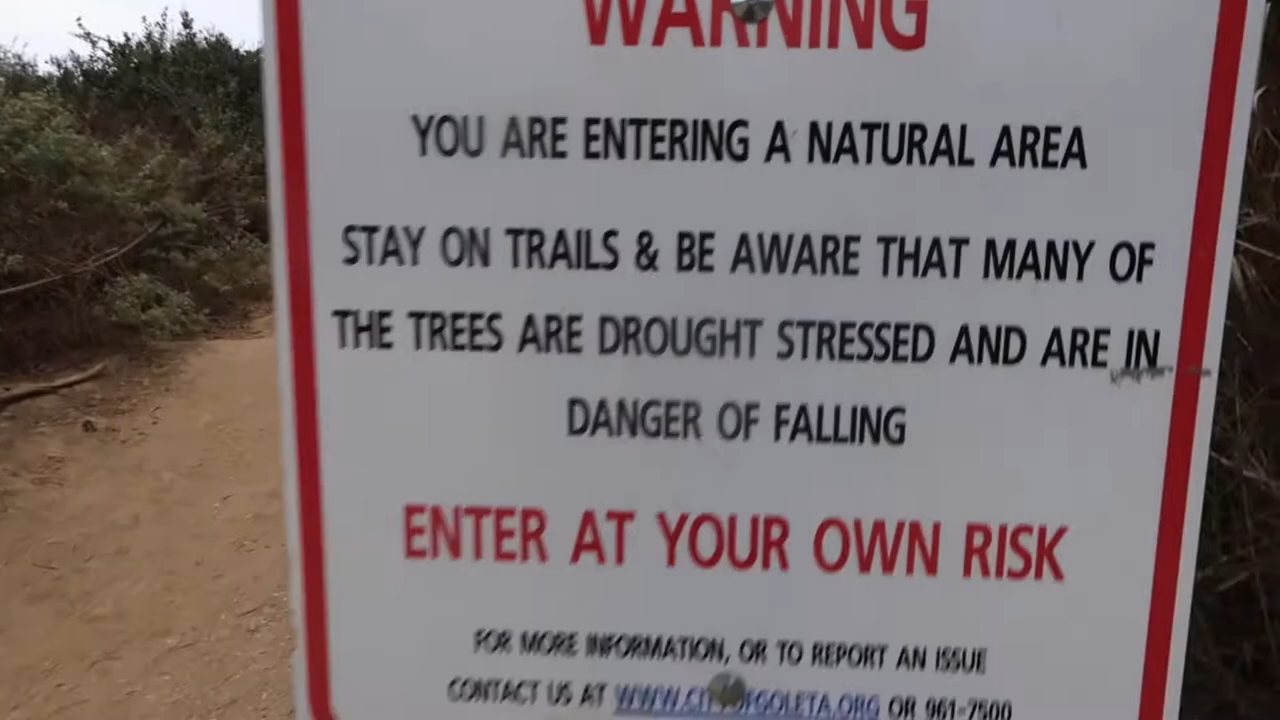 WARNING
YOU ARE ENTERING A NATURAL AREA
STAY ON TRAILS & BE AWARE THAT MANY OF
THE TREES ARE DROUGHT STRESSED AND ARE IN
DANGER OF FALLING
ENTER AT YOUR OWN RISK
FOR MORE INFORMATION, OR TO REPORT AN ISSUE
CONTACT US AT WWW.CITYOFGOLETA.ORG OR 961-7500